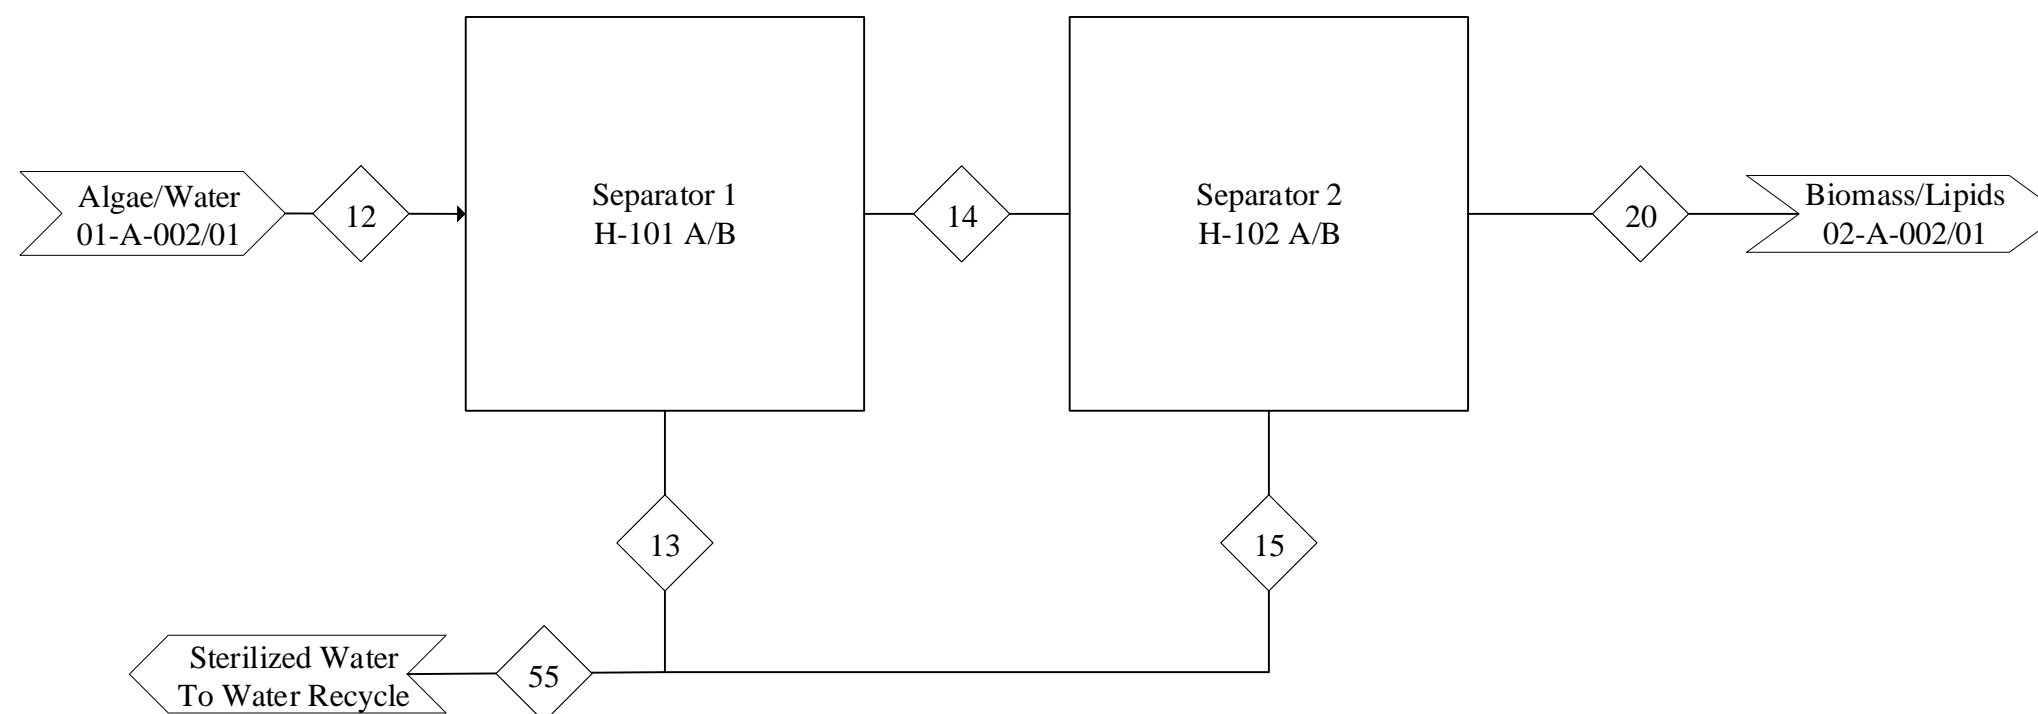 Algae/Water
01-A-002/01
12
Separator 1
H-101 A/B
14
Separator 2
H-102 A/B
20
Biomass/Lipids
02-A-002/01
13
15
Sterilized Water
To Water Recycle
55